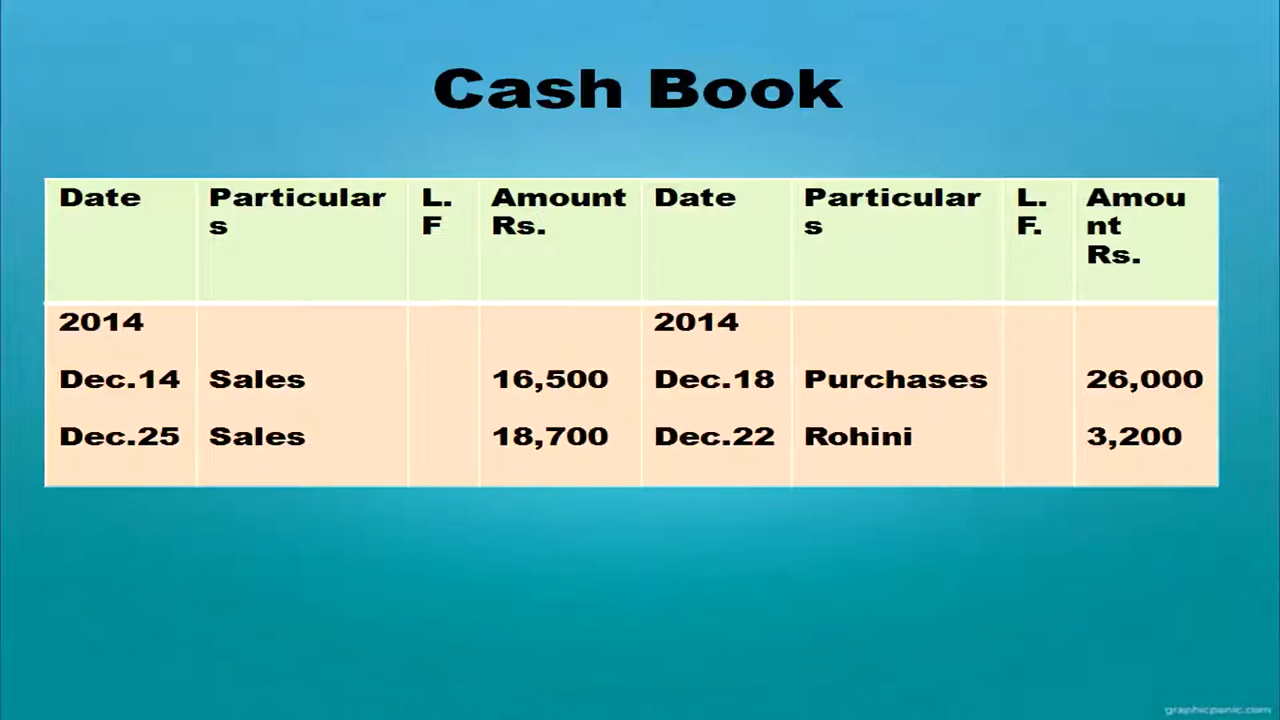 Cash Book
Date Particular L. Amount Date Particular L. Amou
s F Rs. s F. nt
Rs.
2014 2014
Dec.14 Sales 16,500 Dec.18 Purchases 26,000
Dec.25 Sales 18,700 Dec.22 Rohini 3,200
graphicpanic.com